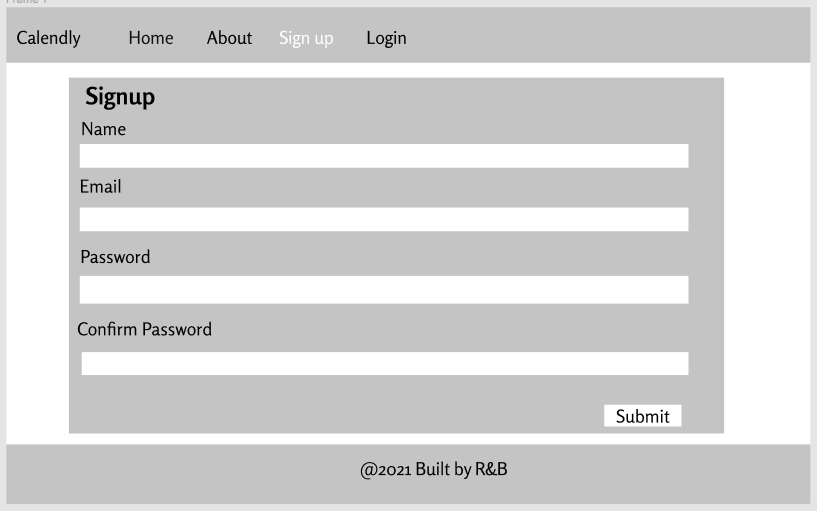 Frame 1
Calendly Home About Sign up Login
Signup
Name
Email
Password
Confirm Password
Submit
@2021 Built by R&B